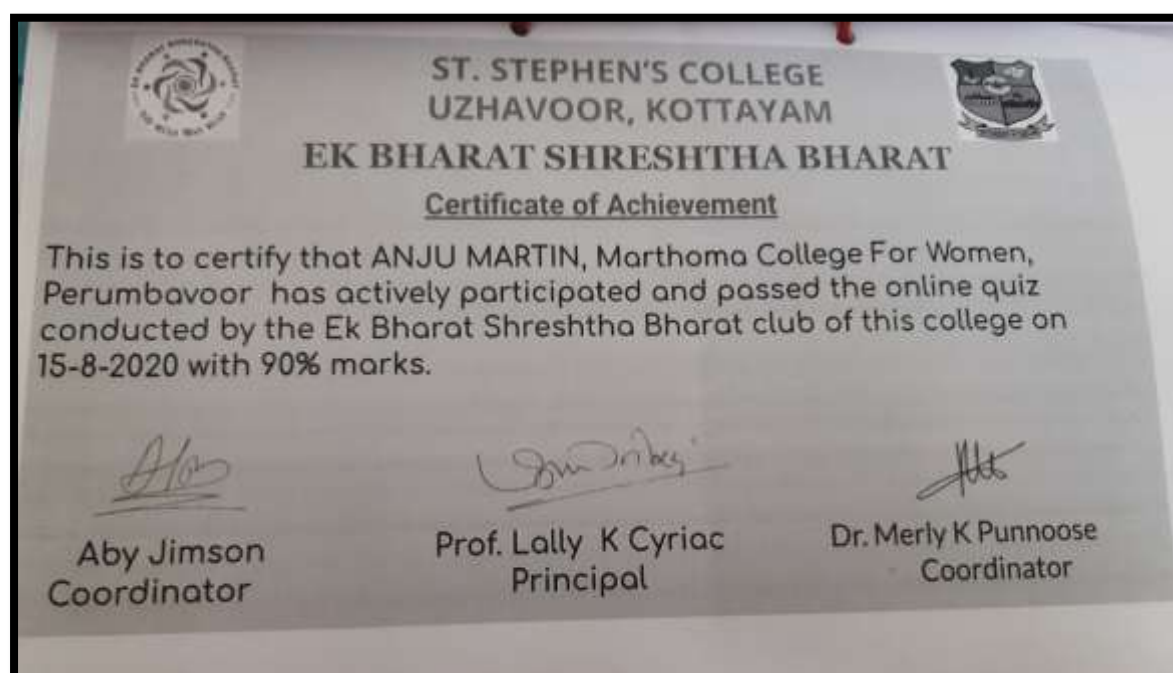 ST. STEPHEN'S COLLEGE
UZHAVOOR, KOTTAYAM
EK BHARAT SHRESHTHA BHARAT
Certificate of Achievement
This is to certify that ANJU MARTIN, Marthoma College For Women,
Perumbavoor has actively participated and passed the online quiz
conducted by the Ek Bharat Shreshtha Bharat club of this college on
15-8-2020 with 90% marks.
Aby Jimson
Coordinator
Prof. Lally K Cyriac
Principal
Dr. Merly K Punnoose
Coordinator